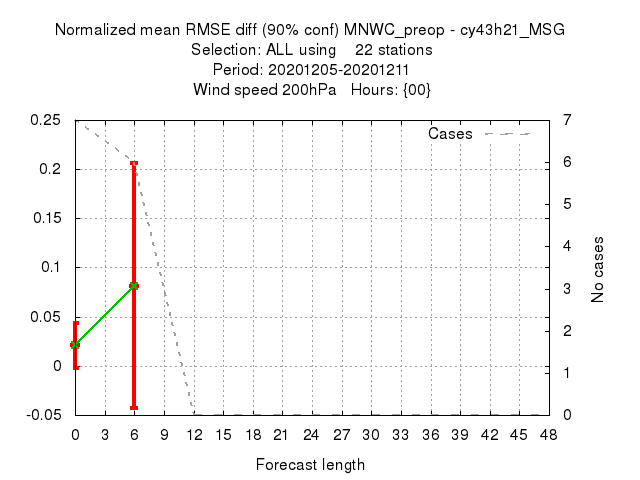 Normalized mean RMSE diff (90% conf) MNWC_preop - cy43h21_MSG
Selection: ALL using 22 stations
Period: 20201205-20201211
Wind speed 200hPa Hours: {00}
0.25 7
Cases
0.2 6
0.15 5
0.1 4
0.05 3
0 2
-0.05 1
0
No cases
0 3 6 9 12 15 18 21 24 27 30 33 36 39 42 45 48
Forecast length